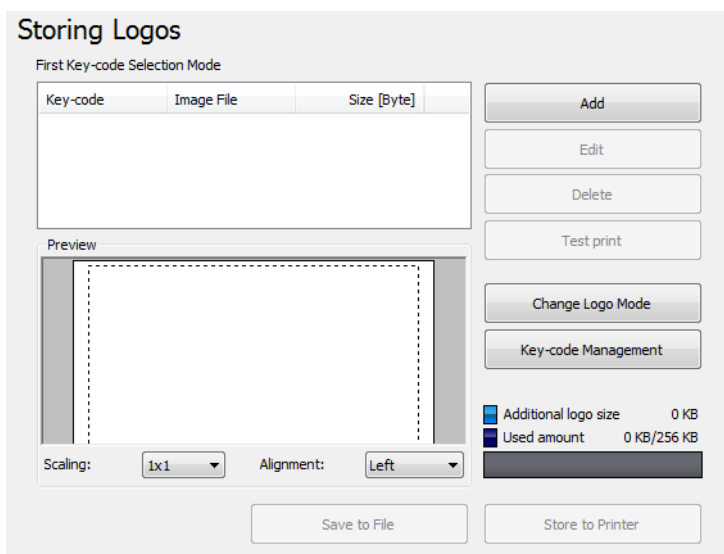 Storing Logos
First Key-code Selection Mode
Key-code Image File Size [Byte]
Add
Edit
Delete
Test print
Preview
Change Logo Mode
Key-code Management
Additional logo size 0 KB
Used amount 0 KB/256 KB
Scaling: 1x1 Alignment: Left
Save to File Store to Printer